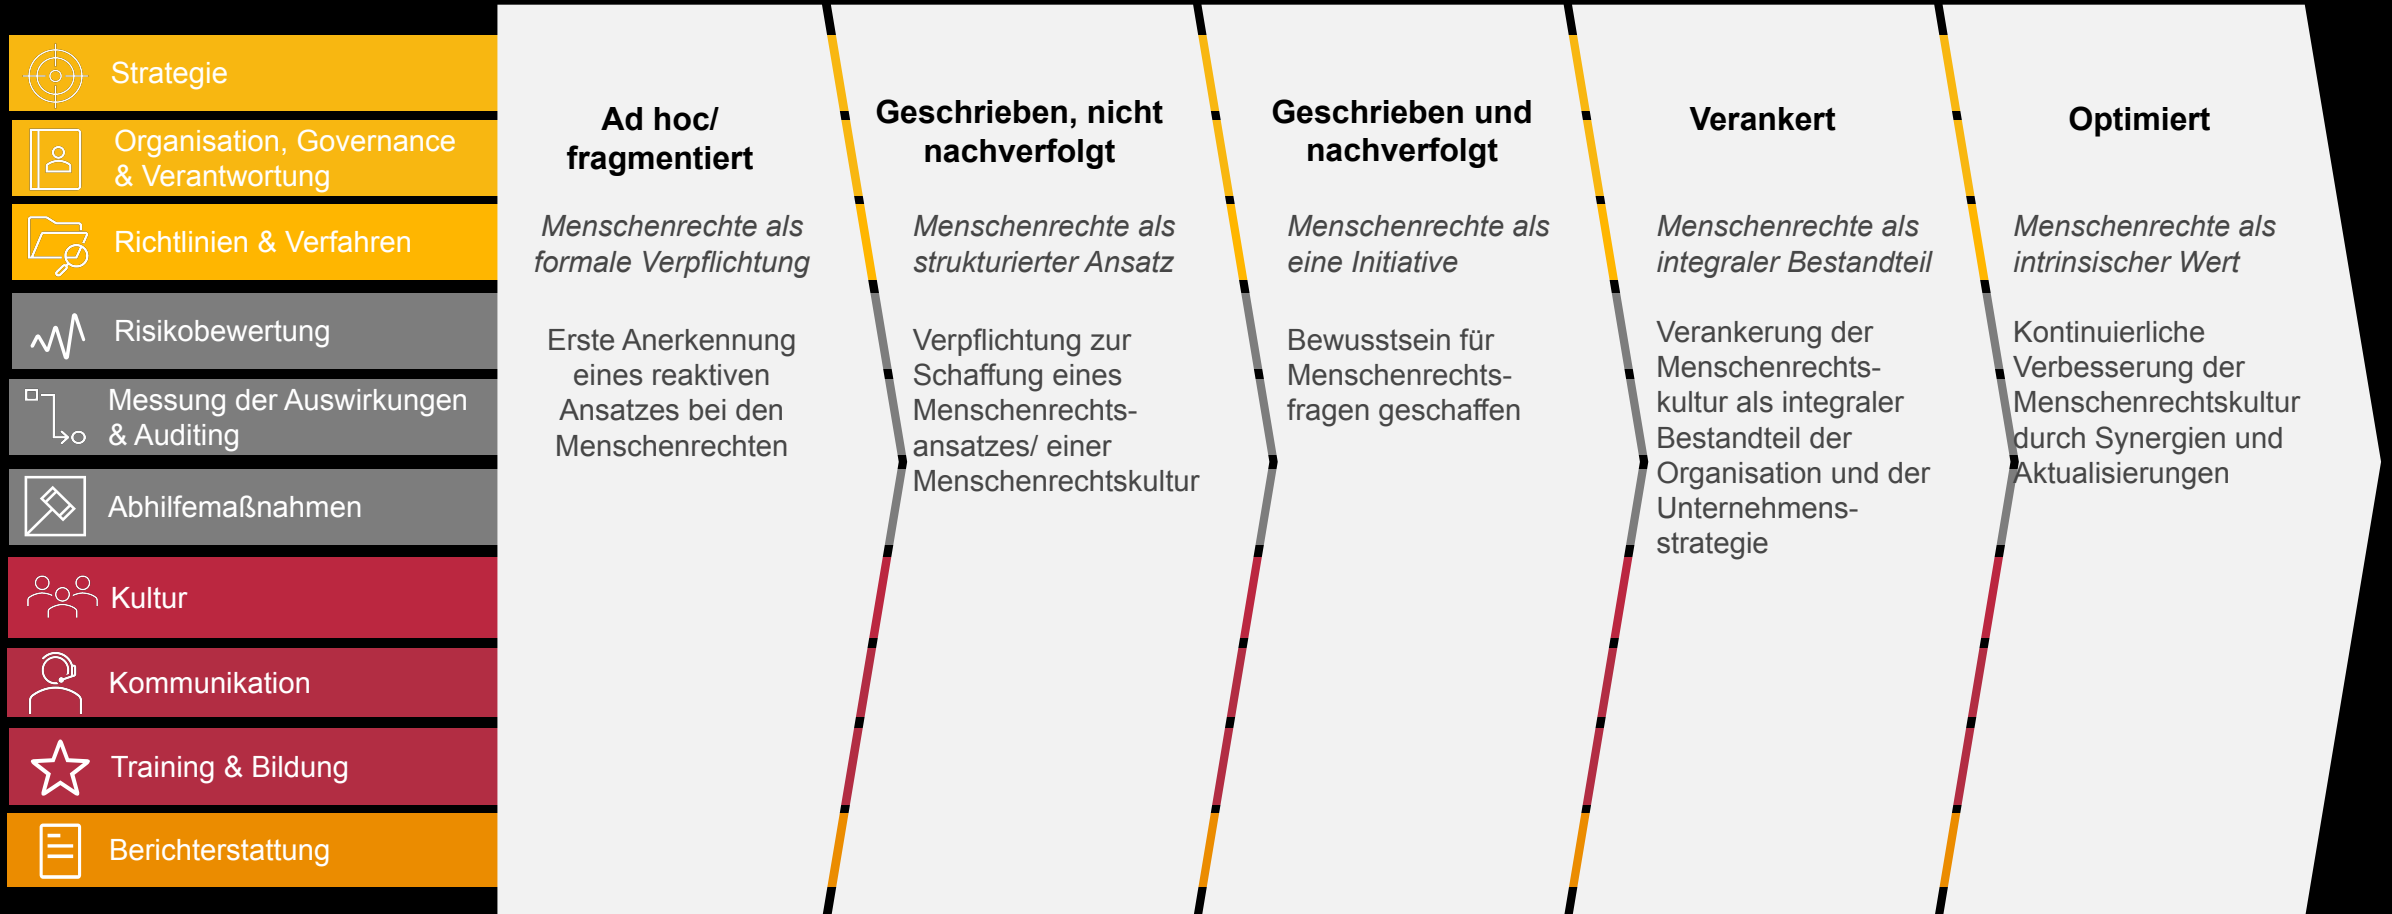 Strategie
Organisation, Governance
& Verantwortung
Richtlinien & Verfahren
Risikobewertung
Messung der Auswirkungen
& Auditing
Abhilfemaßnahmen
Kultur
Kommunikation
Training & Bildung
Berichterstattung
Ad hoc/
fragmentiert
Menschenrechte als
formale Verpflichtung
Erste Anerkennung
eines reaktiven
Ansatzes bei den
Menschenrechten
Geschrieben, nicht
nachverfolgt
Menschenrechte als
strukturierter Ansatz
Verpflichtung zur
Schaffung eines
Menschenrechts-
ansatzes/ einer
Menschenrechtskultur
Geschrieben und
nachverfolgt
Menschenrechte als
eine Initiative
Bewusstsein für
Menschenrechts-
fragen geschaffen
Verankert
Menschenrechte als
integraler Bestandteil
Verankerung der
Menschenrechts-
kultur als integraler
Bestandteil der
Organisation und der
Unternehmens-
strategie
Optimiert
Menschenrechte als
intrinsischer Wert
Kontinuierliche
Verbesserung der
Menschenrechtskultur
durch Synergien und
Aktualisierungen